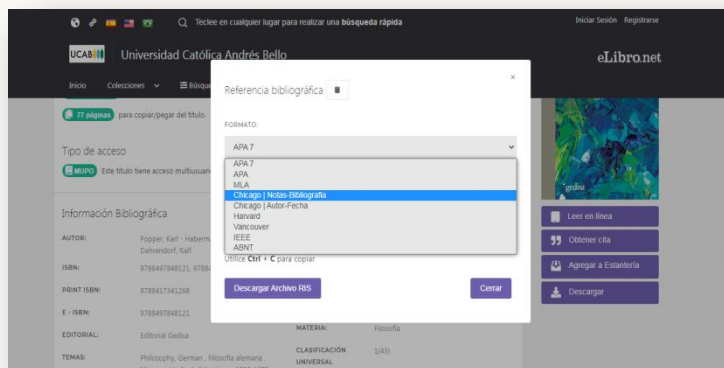 Teclee en cualquier lugar para realizar una búsqueda rápida
Iniciar Sesión Registrarse
UCAB Universidad Católica Andrés Bello
eLibro.net
Inicio Colecciones Búsque
Referencia bibliográfica
×
FORMATO:
APA 7
APA 7
APA
MLA
Chicago | Notas-Bibliografía
Chicago | Autor-Fecha
Harvard
Vancouver
IEEE
ABNT
Utilice Ctrl + C para copiar
Descargar Archivo RIS
Cerrar
77 páginas para copiar/pegar del título.
Tipo de acceso
MUPO Este título tiene acceso multiusuari
Información Bibliográfica
AUTOR: Popper, Karl - Haberma
Dahrendorf, Ralf
ISBN: 9788497848121, 97884
PRINT ISBN: 9788417341268
E - ISBN: 9788497848121
EDITORIAL: Editorial Gedisa
TEMAS: Philosophy, German , Filosofía alemana ,
MATERIA: Filosofía
CLASIFICACIÓN 1(43)
UNIVERSAL
gedisa
Leer en línea
Obtener cita
Agregar a Estantería
Descargar